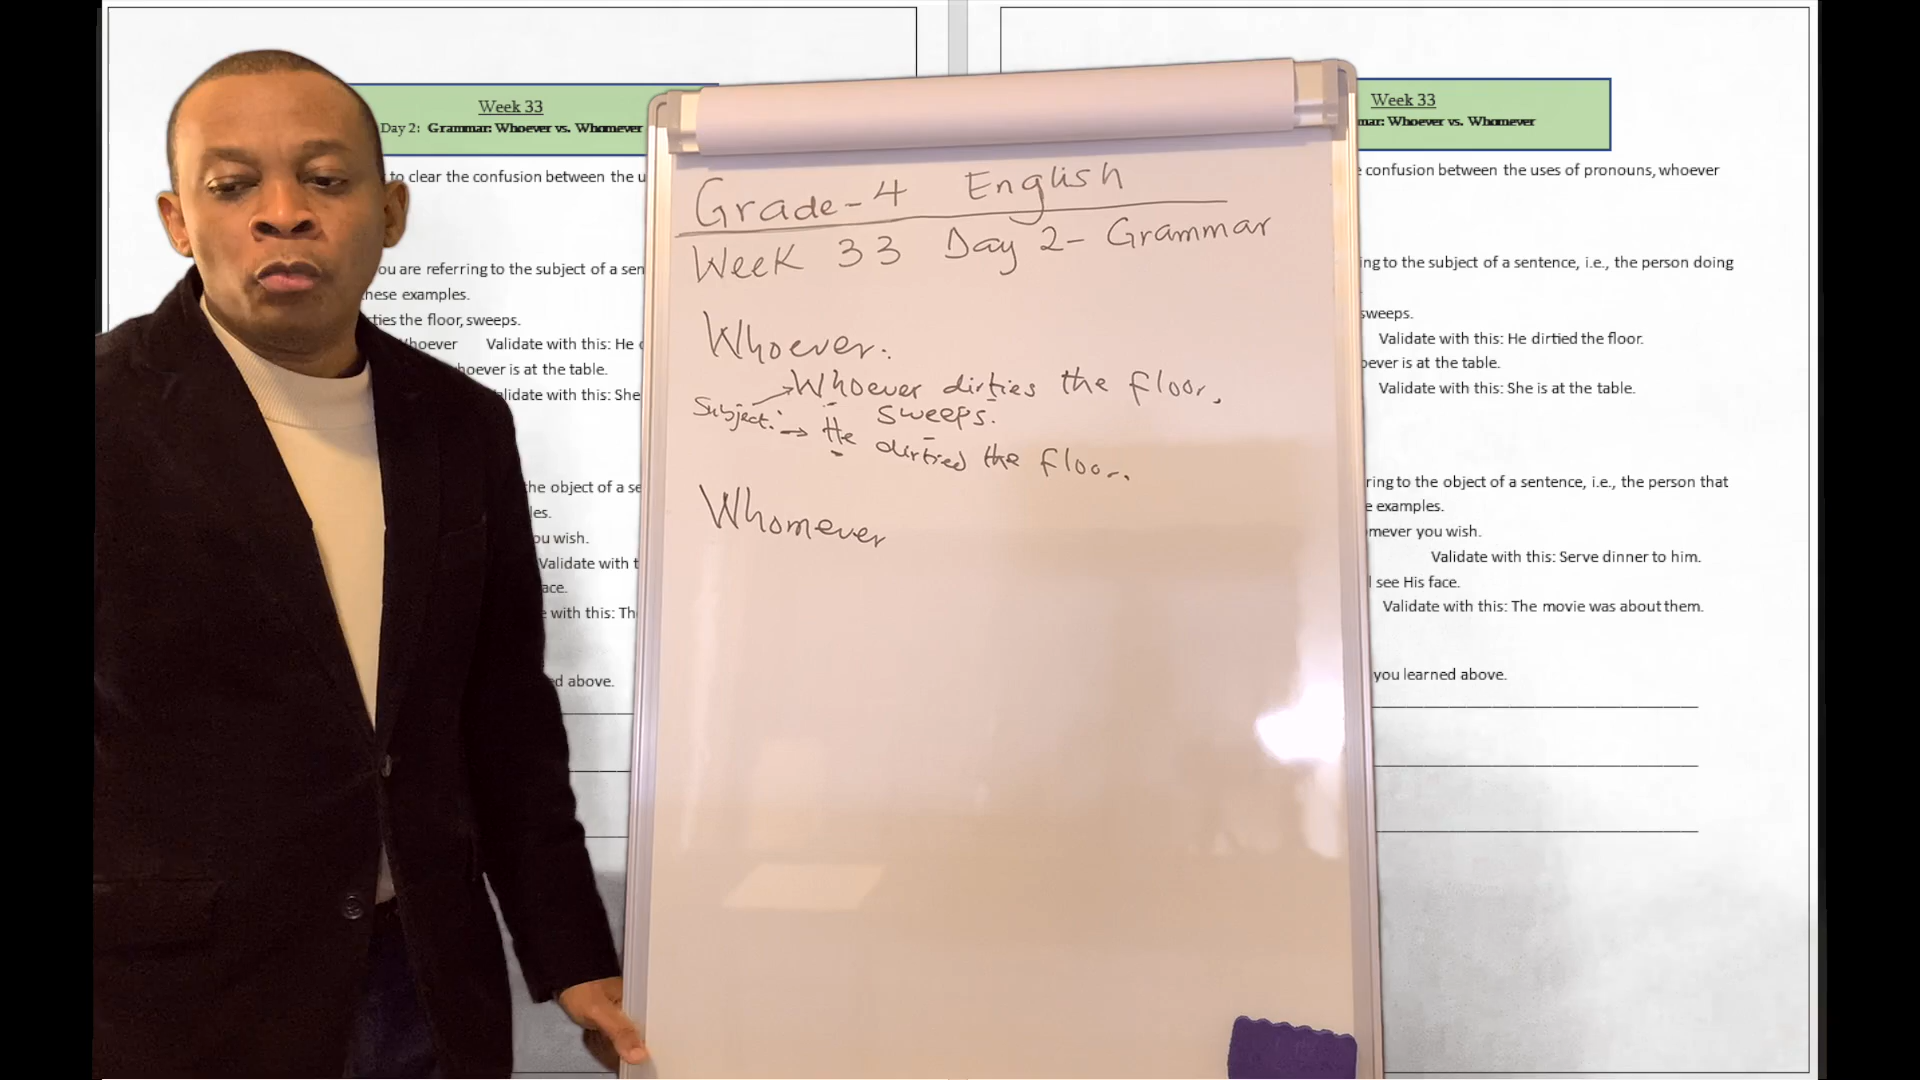 Week 33
Day 2: Grammar: Whoever vs. Whomever
to clear the confusion between the u
ou are referring to the subject of a sen
hese examples.
ties the floor, sweeps.
hoever Validate with this: He
hoever is at the table.
alidate with this: She
the object of a se
les.
ou wish.
Validate with t
ace.
with this: Th
ed above.
Grade-4 English
Week 33 Day 2- Grammar
Whoever.
Whoever dirties the floor,
sweeps.
Subject:
He dirtied the floor.
Whomever
Week 33
mar: Whoever vs. Whomever
confusion between the uses of pronouns, whoever
ing to the subject of a sentence, i.e., the person doing
sweeps.
Validate with this: He dirtied the floor.
oever is at the table.
Validate with this: She is at the table.
ring to the object of a sentence, i.e., the person that
e examples.
mever you wish.
Validate with this: Serve dinner to him.
l see His face.
Validate with this: The movie was about them.
you learned above.